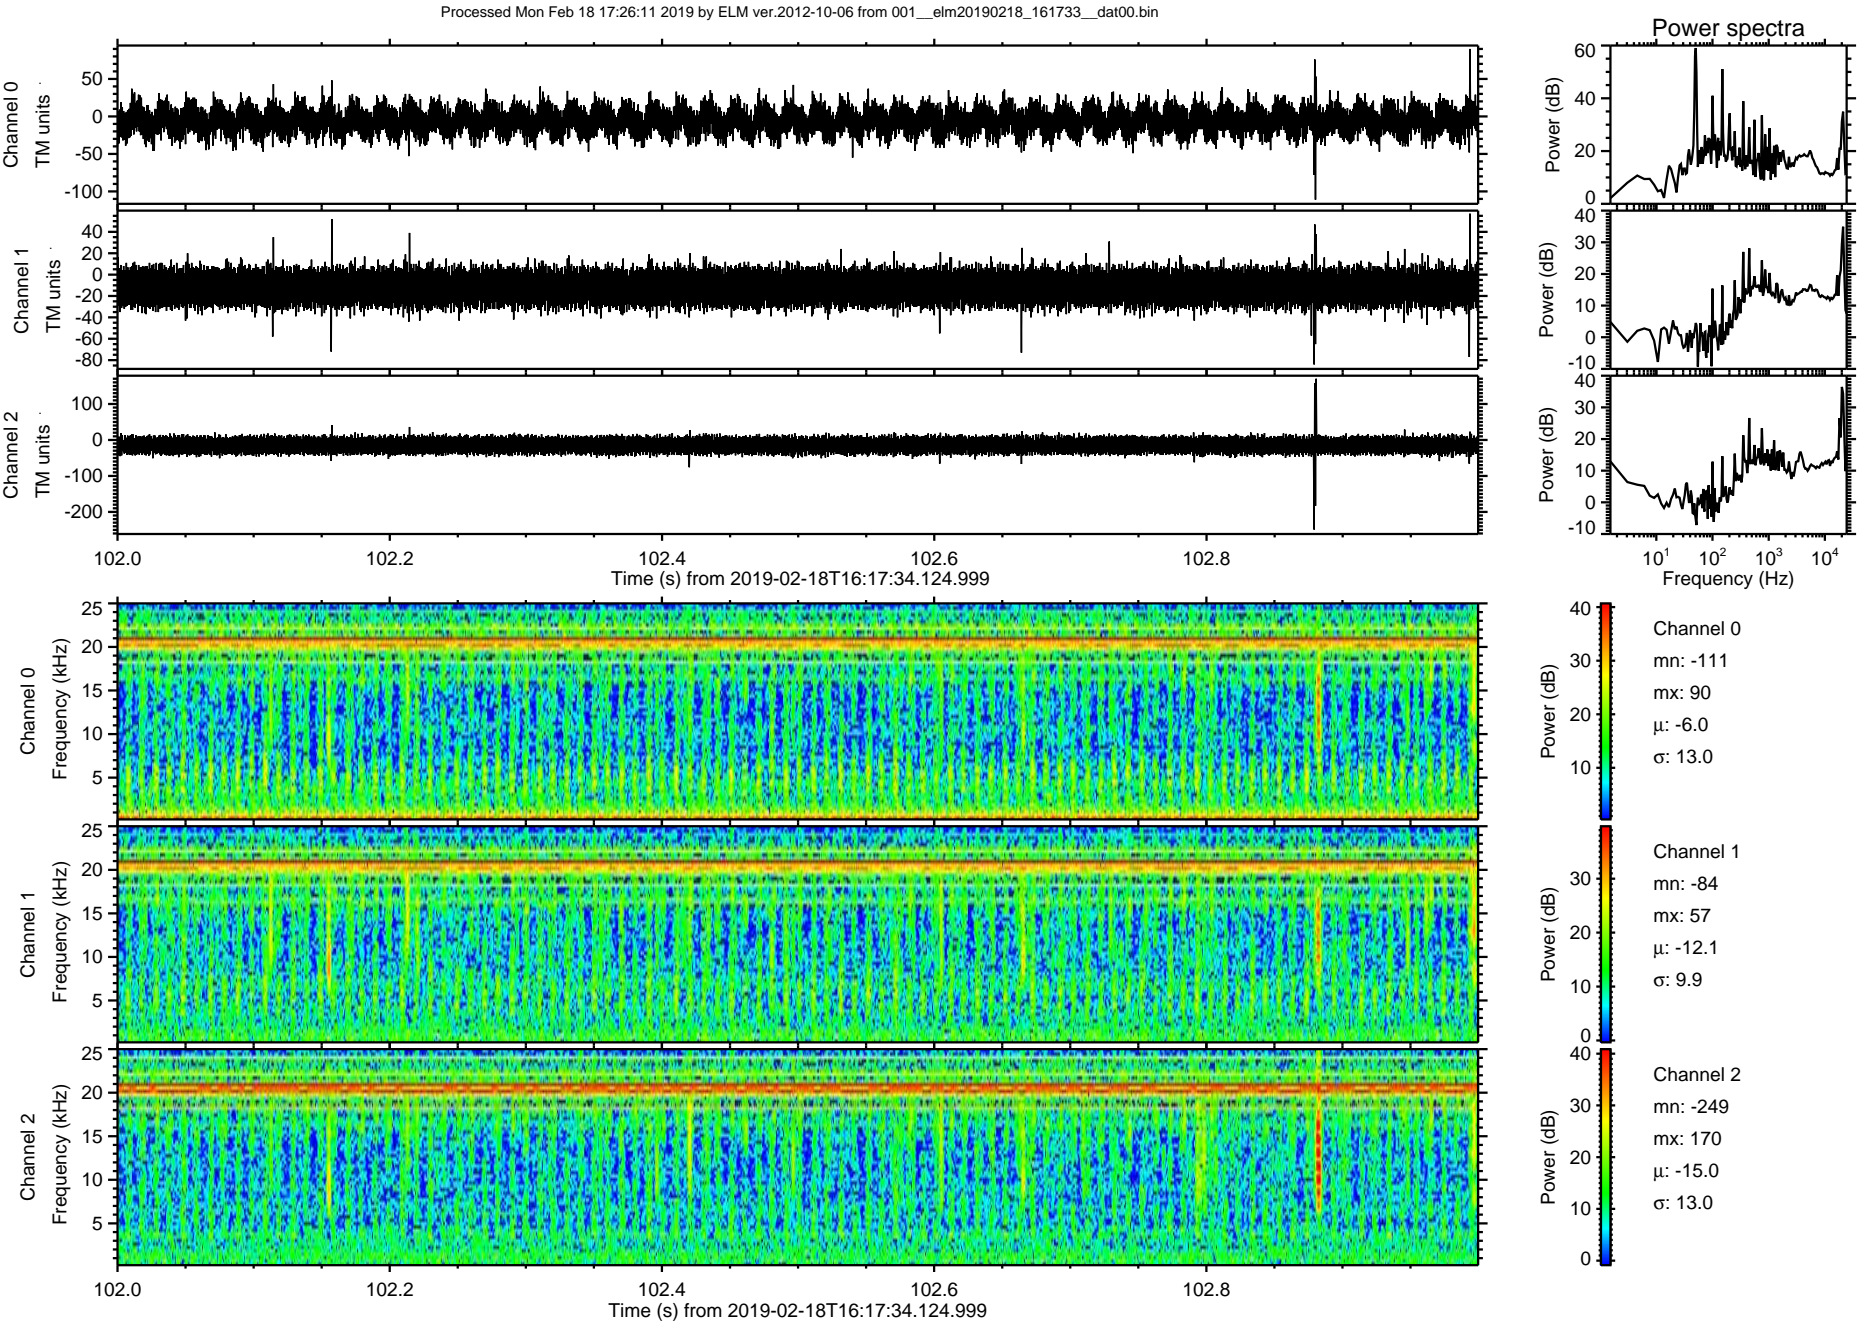 Processed Mon Feb 18 17:26:11 2019 by ELM ver.2012-10-06 from 001__elm20190218_161733__dat00.bin
Power spectra
Channel 0
TM units
50
0
-50
-100
Power (dB)
60
40
20
0
Channel 1
TM units
40
20
0
-20
-40
-60
-80
Power (dB)
40
30
20
10
0
-10
Channel 2
TM units
100
0
-100
-200
Power (dB)
40
30
20
10
0
-10
102.0 102.2 102.4 102.6 102.8
Time (s) from 2019-02-18T16:17:34.124.999
10¹ 10² 10³ 10⁴
Frequency (Hz)
Channel 0
Frequency (kHz)
25
20
15
10
5
Power (dB)
40
30
20
10
Channel 0
mn: -111
mx: 90
μ: -6.0
σ: 13.0
Channel 1
Frequency (kHz)
25
20
15
10
5
Power (dB)
30
20
10
0
Channel 1
mn: -84
mx: 57
μ: -12.1
σ: 9.9
Channel 2
Frequency (kHz)
25
20
15
10
5
Power (dB)
40
30
20
10
0
Channel 2
mn: -249
mx: 170
μ: -15.0
σ: 13.0
102.0 102.2 102.4 102.6 102.8
Time (s) from 2019-02-18T16:17:34.124.999